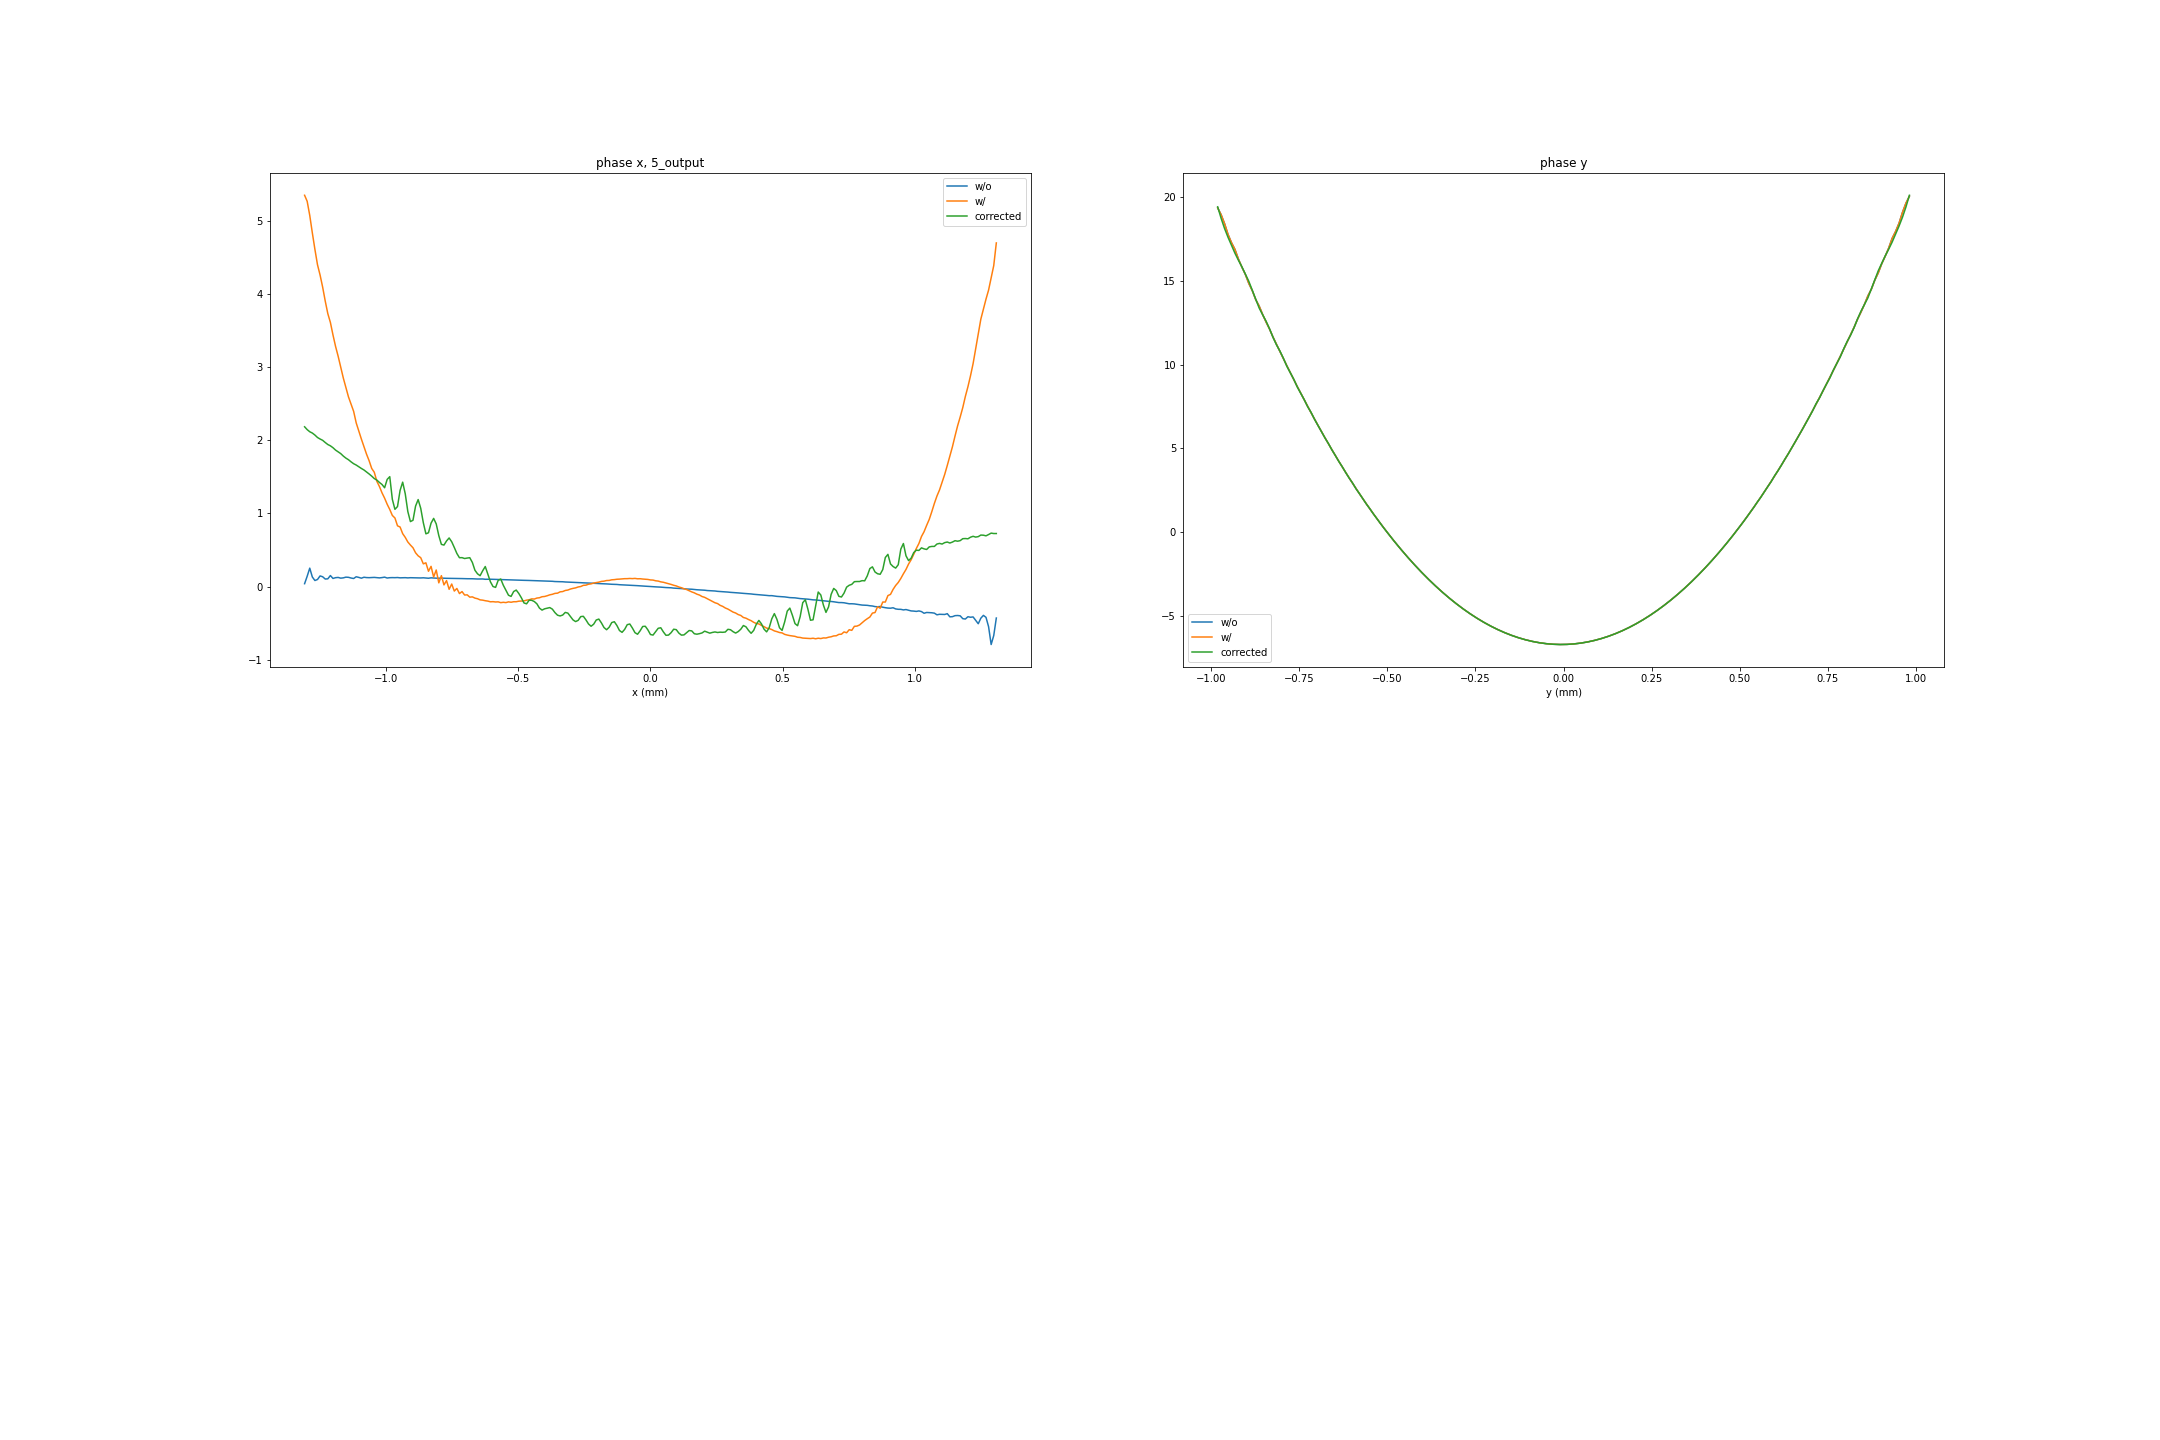 phase x, 5_output
5
4
3
2
1
0
−1
w/o
w/
corrected
−1.0 −0.5 0.0 0.5 1.0
x (mm)
phase y
20
15
10
5
0
−5
w/o
w/
corrected
−1.00 −0.75 −0.50 −0.25 0.00 0.25 0.50 0.75 1.00
y (mm)